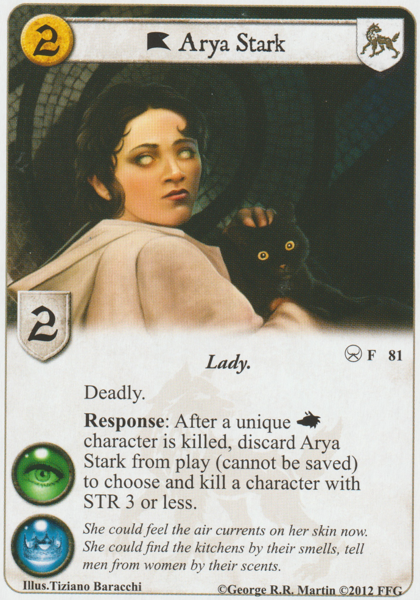 2 Arya Stark
2
Lady.
F 81
Deadly.
Response: After a unique
character is killed, discard Arya
Stark from play (cannot be saved)
to choose and kill a character with
STR 3 or less.
She could feel the air currents on her skin now.
She could find the kitchens by their smells, tell
men from women by their scents.
Illus.Tiziano Baracchi ©George R.R. Martin ©2012 FFG